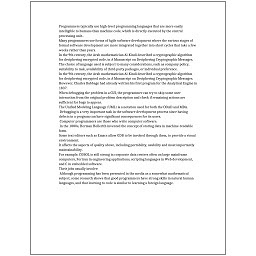 Programmers typically use high-level programming languages that are more easily
intelligible to humans than machine code, which is directly executed by the central
processing unit.
Many programmers use forms of Agile software development where the various stages of
formal software development are more integrated together into short cycles that take a few
weeks rather than years.
In the 9th century, the Arab mathematician Al-Kindi described a cryptographic algorithm
for deciphering encrypted code, in A Manuscript on Deciphering Cryptographic Messages.
The choice of language used is subject to many considerations, such as company policy,
suitability to task, availability of third-party packages, or individual preference.
In the 9th century, the Arab mathematician Al-Kindi described a cryptographic algorithm
for deciphering encrypted code, in A Manuscript on Deciphering Cryptographic Messages.
However, Charles Babbage had already written his first program for the Analytical Engine in
1837.
When debugging the problem in a GUI, the programmer can try to skip some user
interaction from the original problem description and check if remaining actions are
sufficient for bugs to appear.
The Unified Modeling Language (UML) is a notation used for both the OOAD and MDA.
Debugging is a very important task in the software development process since having
defects in a program can have significant consequences for its users.
Computer programmers are those who write computer software.
In the 1880s, Herman Hollerith invented the concept of storing data in machine-readable
form.
Some text editors such as Emacs allow GDB to be invoked through them, to provide a visual
environment.
It affects the aspects of quality above, including portability, usability and most importantly
maintainability.
For example, COBOL is still strong in corporate data centers often on large mainframe
computers, Fortran in engineering applications, scripting languages in Web development,
and C in embedded software.
Their jobs usually involve:
Although programming has been presented in the media as a somewhat mathematical
subject, some research shows that good programmers have strong skills in natural human
languages, and that learning to code is similar to learning a foreign language.